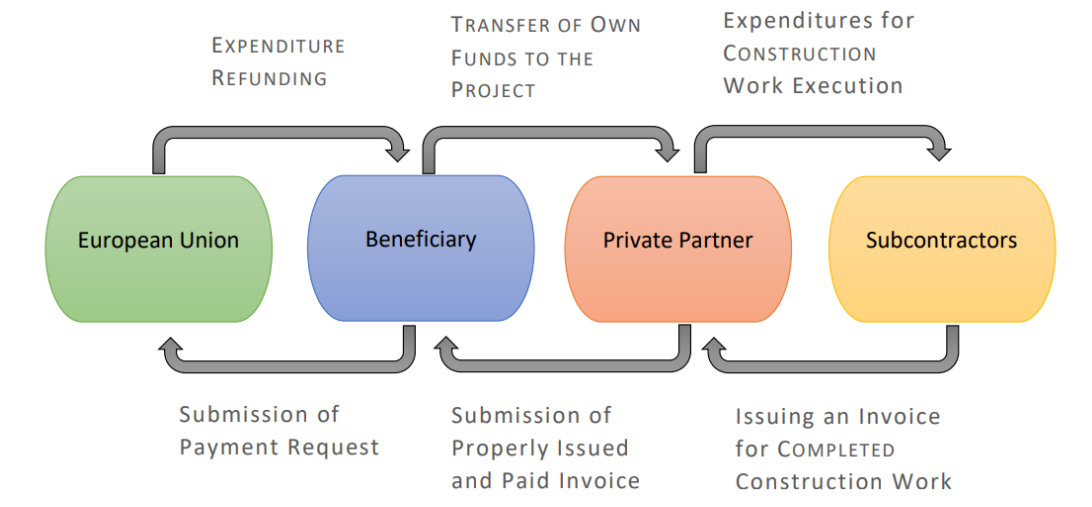 EXPENDITURE
REFUNDING
TRANSFER OF OWN
FUNDS TO THE
PROJECT
Expenditures for
CONSTRUCTION
Work Execution
European Union
Beneficiary
Private Partner
Subcontractors
Submission of
Payment Request
Submission of
Properly Issued
and Paid Invoice
Issuing an Invoice
for COMPLETED
Construction Work